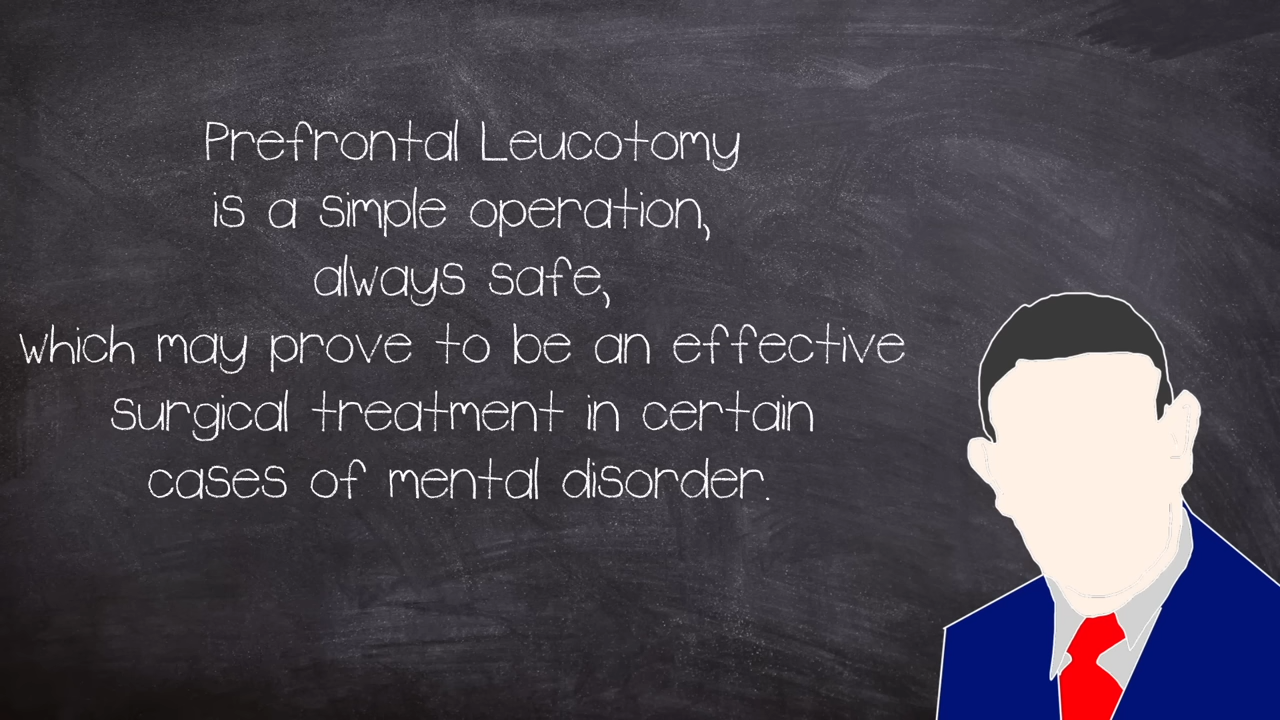 Prefrontal Leucotomy
is a simple operation,
always safe,
which may prove to be an effective
surgical treatment in certain
cases of mental disorder.